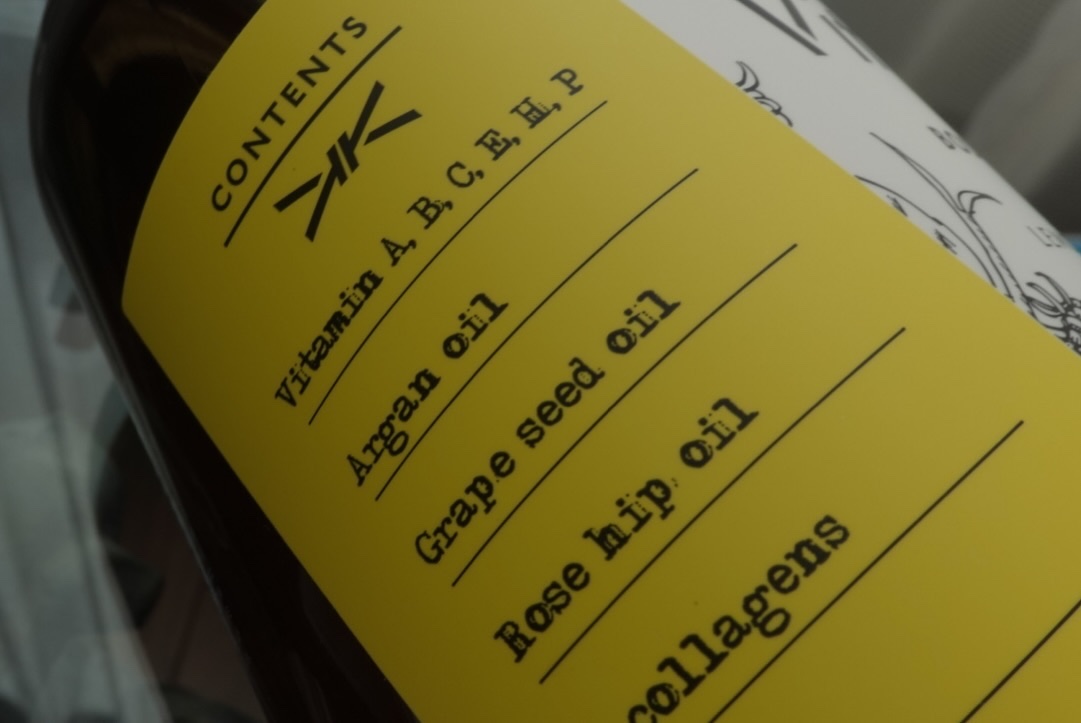 CONTENTS
Vitamin A, B, C, E, H, P
Argan oil
Grape seed oil
Rose hip oil
collagens